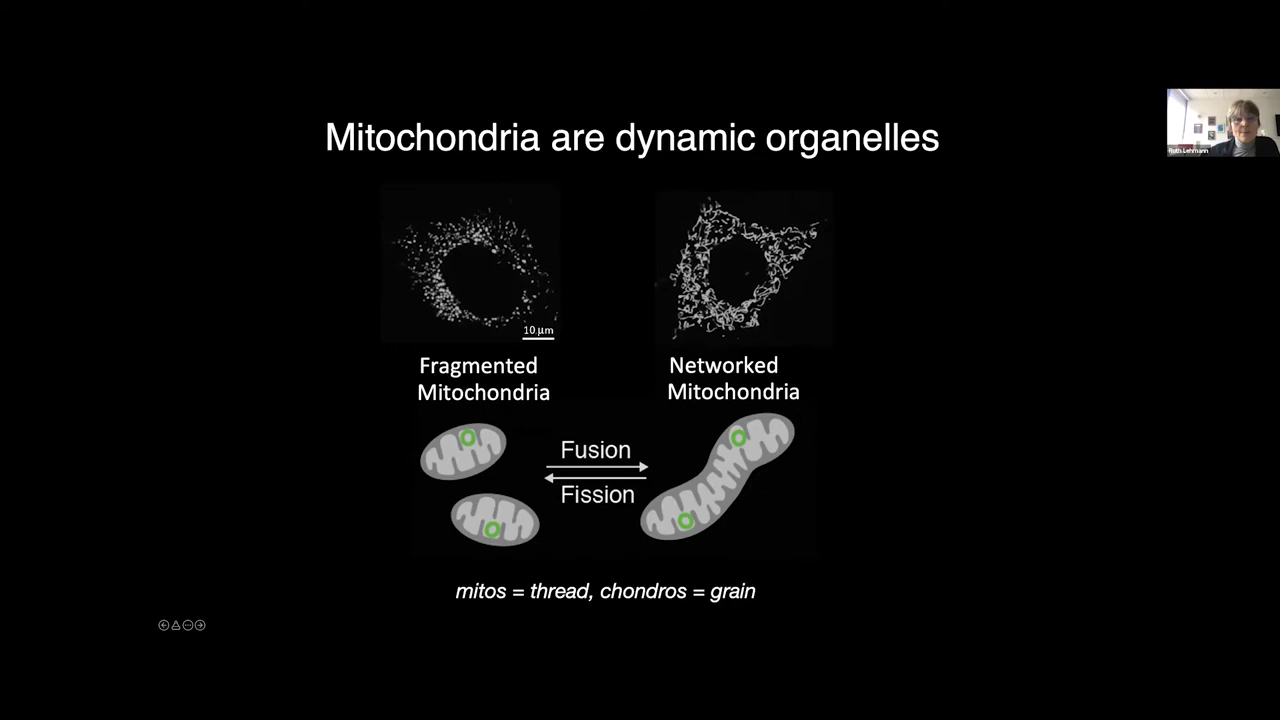 Mitochondria are dynamic organelles
Ruth Lehmann
10 µm
Fragmented
Mitochondria
Networked
Mitochondria
Fusion
Fission
mitos = thread, chondros = grain